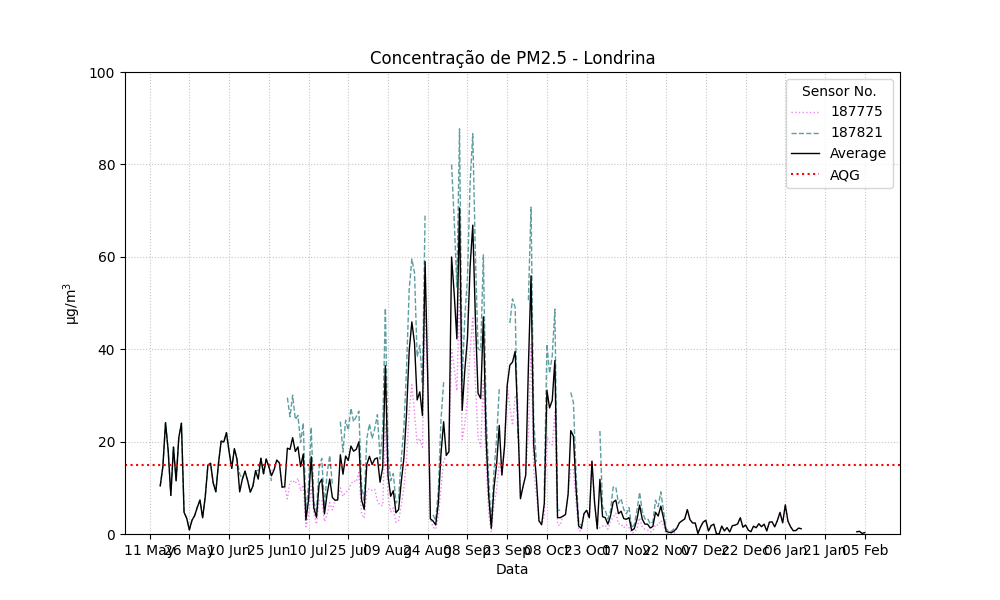 Concentração de PM2.5 - Londrina
Sensor No.
187775
187821
Average
AQG
100
80
60
40
20
0
µg/m³
11 May 26 May 10 Jun 25 Jun 10 Jul 25 Jul 09 Aug 24 Aug 08 Sep 23 Sep 08 Oct 23 Oct 07 Nov 22 Nov 07 Dec 22 Dec 06 Jan 21 Jan 05 Feb
Data